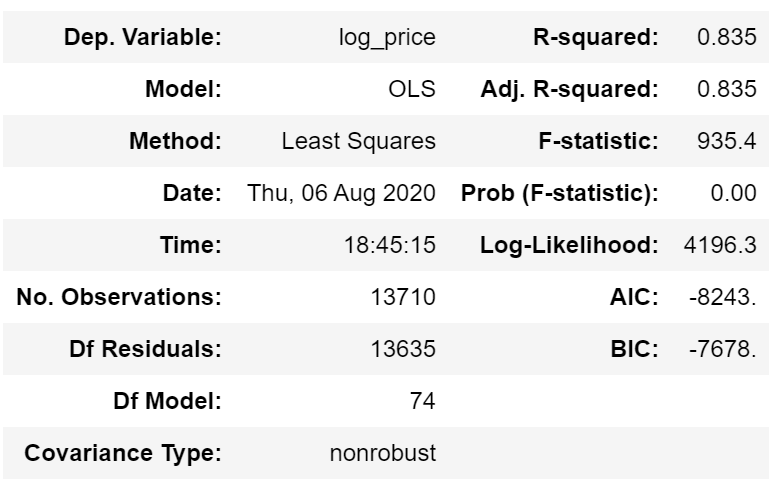 Dep. Variable: log_price R-squared: 0.835
Model: OLS Adj. R-squared: 0.835
Method: Least Squares F-statistic: 935.4
Date: Thu, 06 Aug 2020 Prob (F-statistic): 0.00
Time: 18:45:15 Log-Likelihood: 4196.3
No. Observations: 13710 AIC: -8243.
Df Residuals: 13635 BIC: -7678.
Df Model: 74
Covariance Type: nonrobust